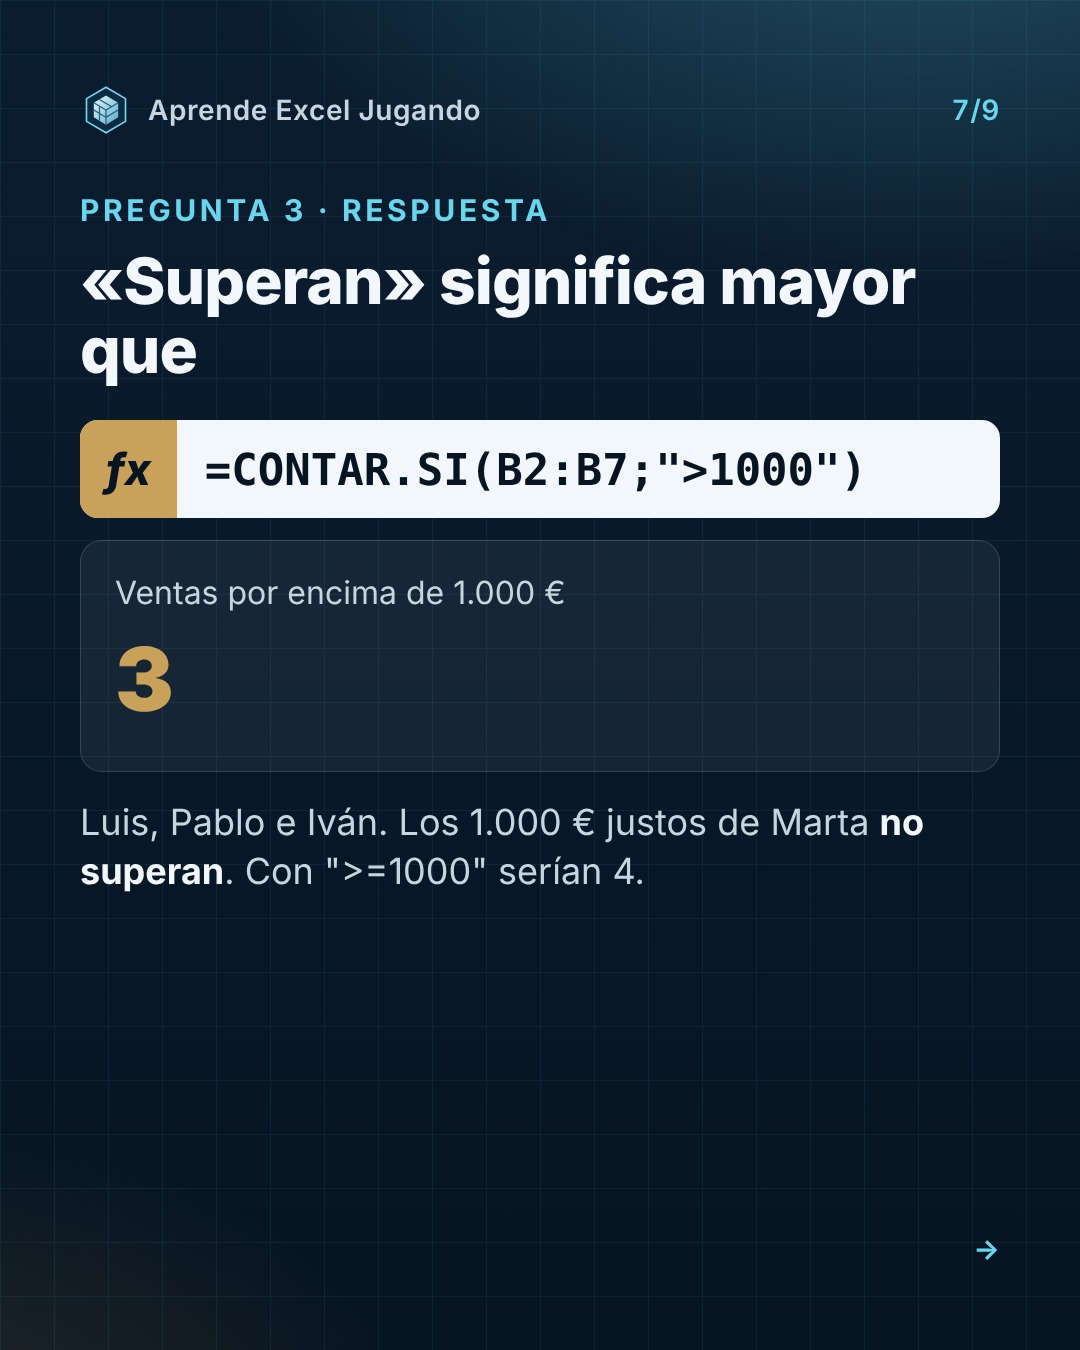 Aprende Excel Jugando
7/9
PREGUNTA 3 · RESPUESTA
«Superan» significa mayor
que
fx
=CONTAR.SI(B2:B7;">1000")
Ventas por encima de 1.000 €
3
Luis, Pablo e Iván. Los 1.000 € justos de Marta no
superan. Con ">=1000" serían 4.
→